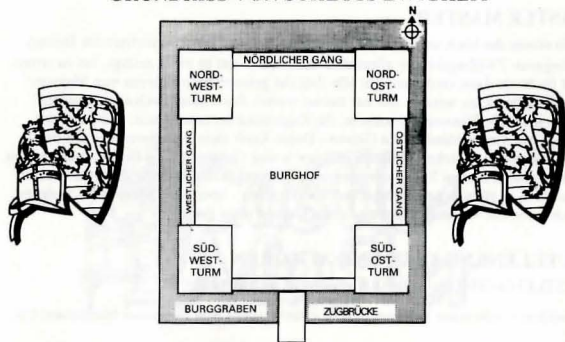 N
NÖRDLICHER GANG
NORD-
WEST-
TURM
NORD-
OST-
TURM
WESTLICHER GANG
BURGHOF
ÖSTLICHER GANG
SÜD-
WEST-
TURM
SÜD-
OST-
TURM
BURGGRABEN
ZUGBRÜCKE